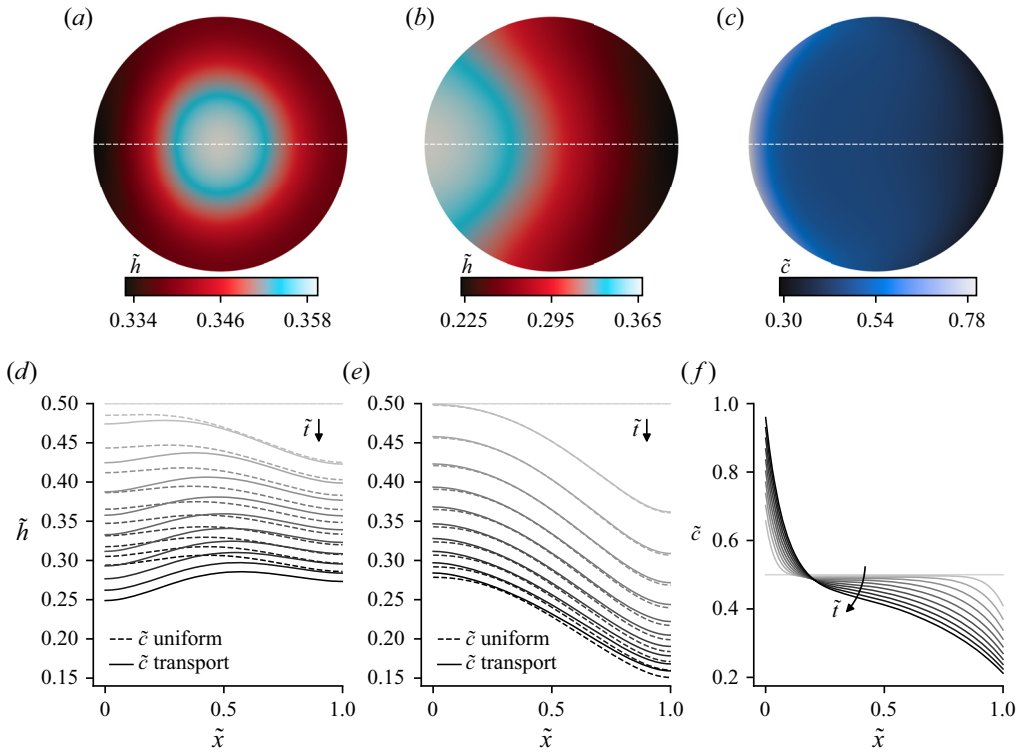 (a)
(b)
(c)
h̃
0.334 0.346 0.358
h̃
0.225 0.295 0.365
c̃
0.30 0.54 0.78
(d)
0.50
0.45
0.40
0.35
0.30
0.25
0.20
0.15
h̃
t̃
c̃ uniform
c̃ transport
0 0.5 1.0
x̃
(e)
0.50
0.45
0.40
0.35
0.30
0.25
0.20
0.15
t̃
c̃ uniform
c̃ transport
0 0.5 1.0
x̃
(f)
1.0
0.8
0.6
0.4
0.2
c̃
t̃
0 0.5 1.0
x̃